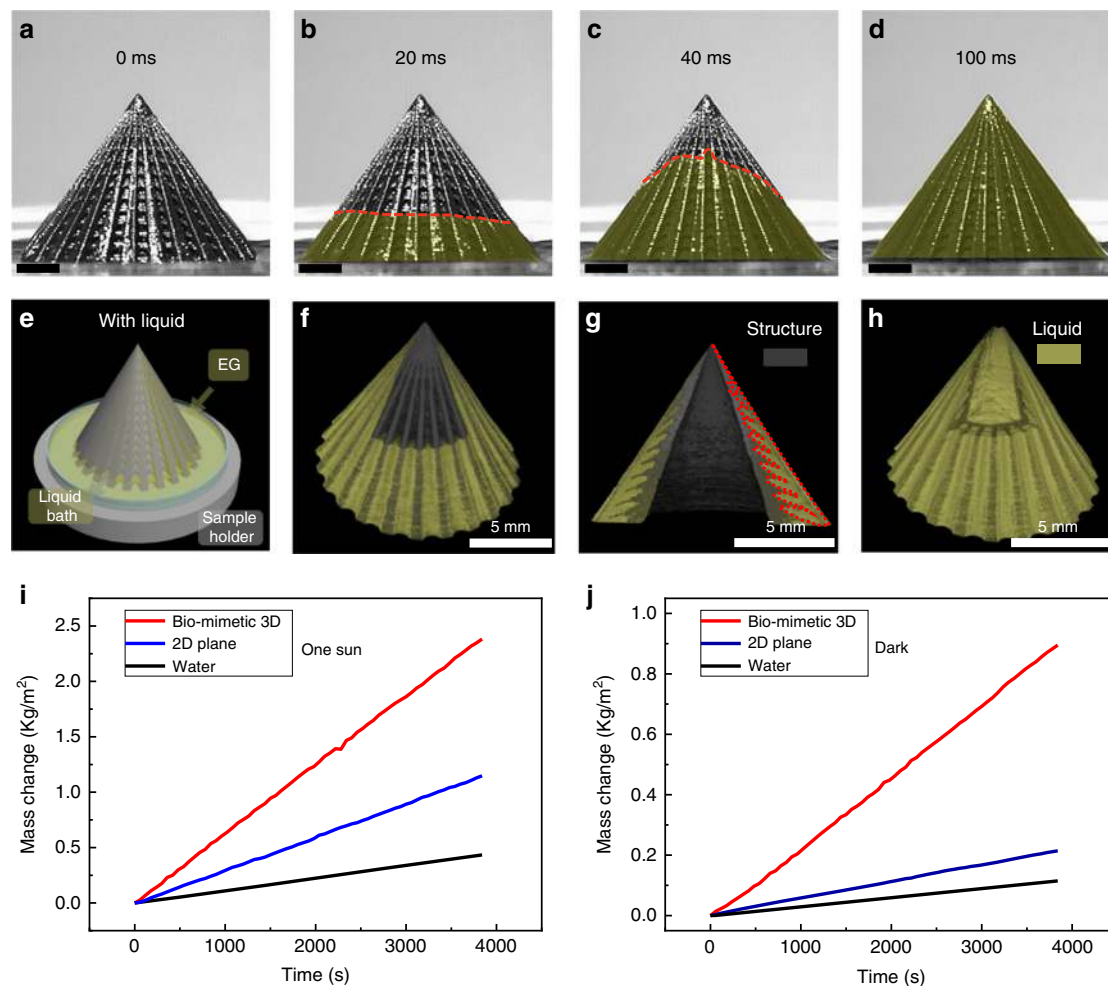 a
0 ms
b
20 ms
c
40 ms
d
100 ms
e
With liquid
EG
Liquid
bath
Sample
holder
f
5 mm
g
Structure
5 mm
h
Liquid
5 mm
i
Bio-mimetic 3D
2D plane
Water
One sun
2.5
2.0
1.5
1.0
0.5
0.0
Mass change (Kg/m²)
0
1000
2000
3000
4000
Time (s)
j
Bio-mimetic 3D
2D plane
Water
Dark
1.0
0.8
0.6
0.4
0.2
0.0
Mass change (Kg/m²)
0
1000
2000
3000
4000
Time (s)